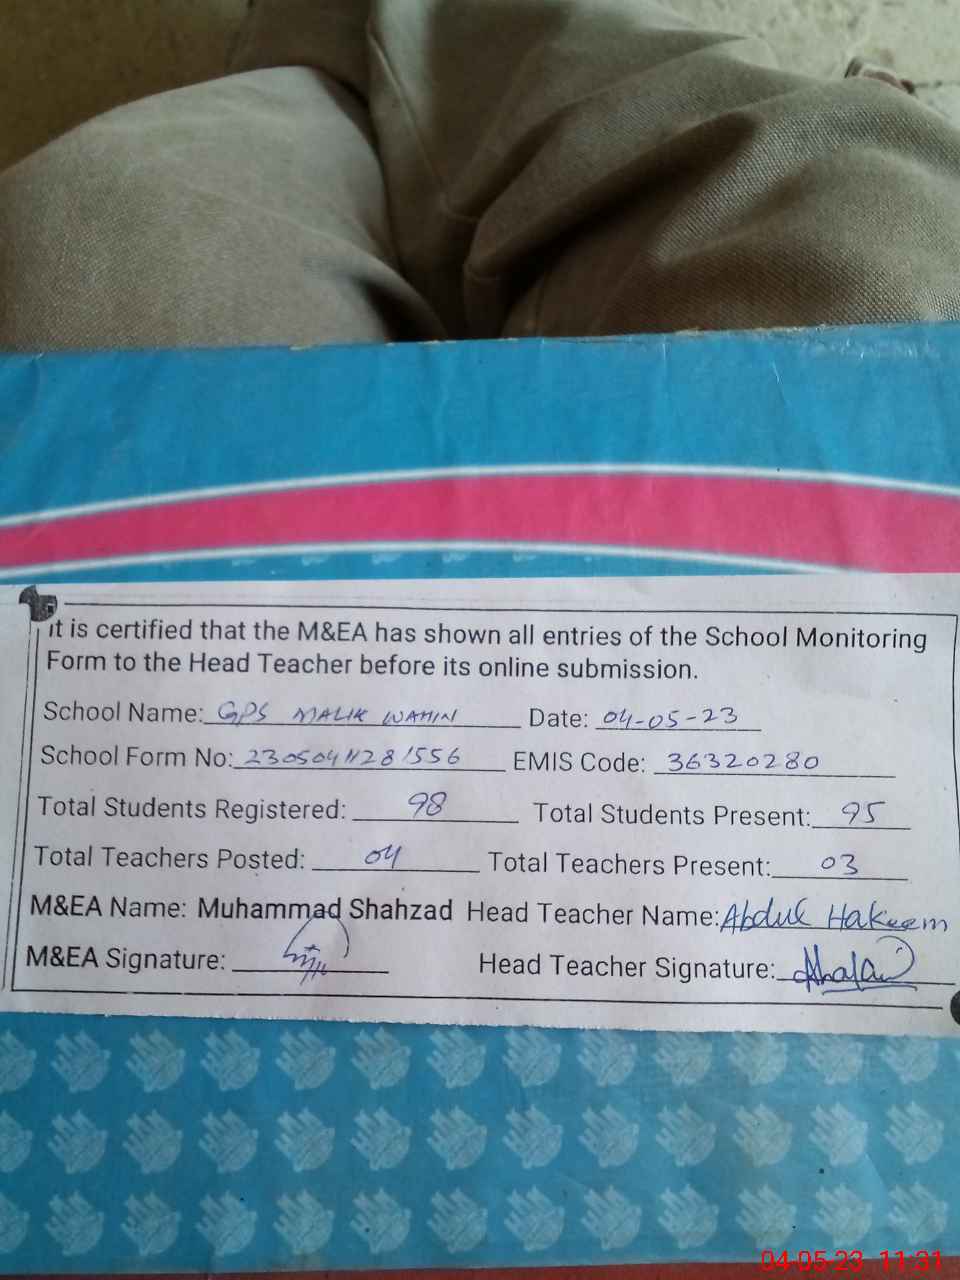 it is certified that the M&EA has shown all entries of the School Monitoring
Form to the Head Teacher before its online submission.
School Name: GPS MALIK WAHIN Date: 04-05-23
School Form No: 23050411281556 EMIS Code: 36320280
Total Students Registered: 98 Total Students Present: 95
Total Teachers Posted: 04 Total Teachers Present: 03
M&EA Name: Muhammad Shahzad Head Teacher Name: Abdul Hakeem
M&EA Signature: Head Teacher Signature:
04-05-23 11:31